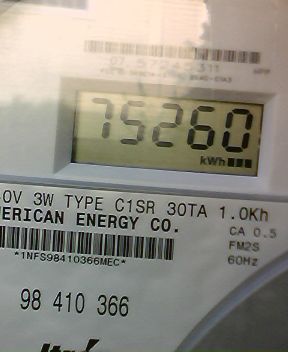 75260
kWh
0V 3W TYPE C1SR 30TA 1.0Kh
ERICAN ENERGY CO.
CA 0.5
FM2S
60Hz
*1NFS98410366MEC*
98 410 366